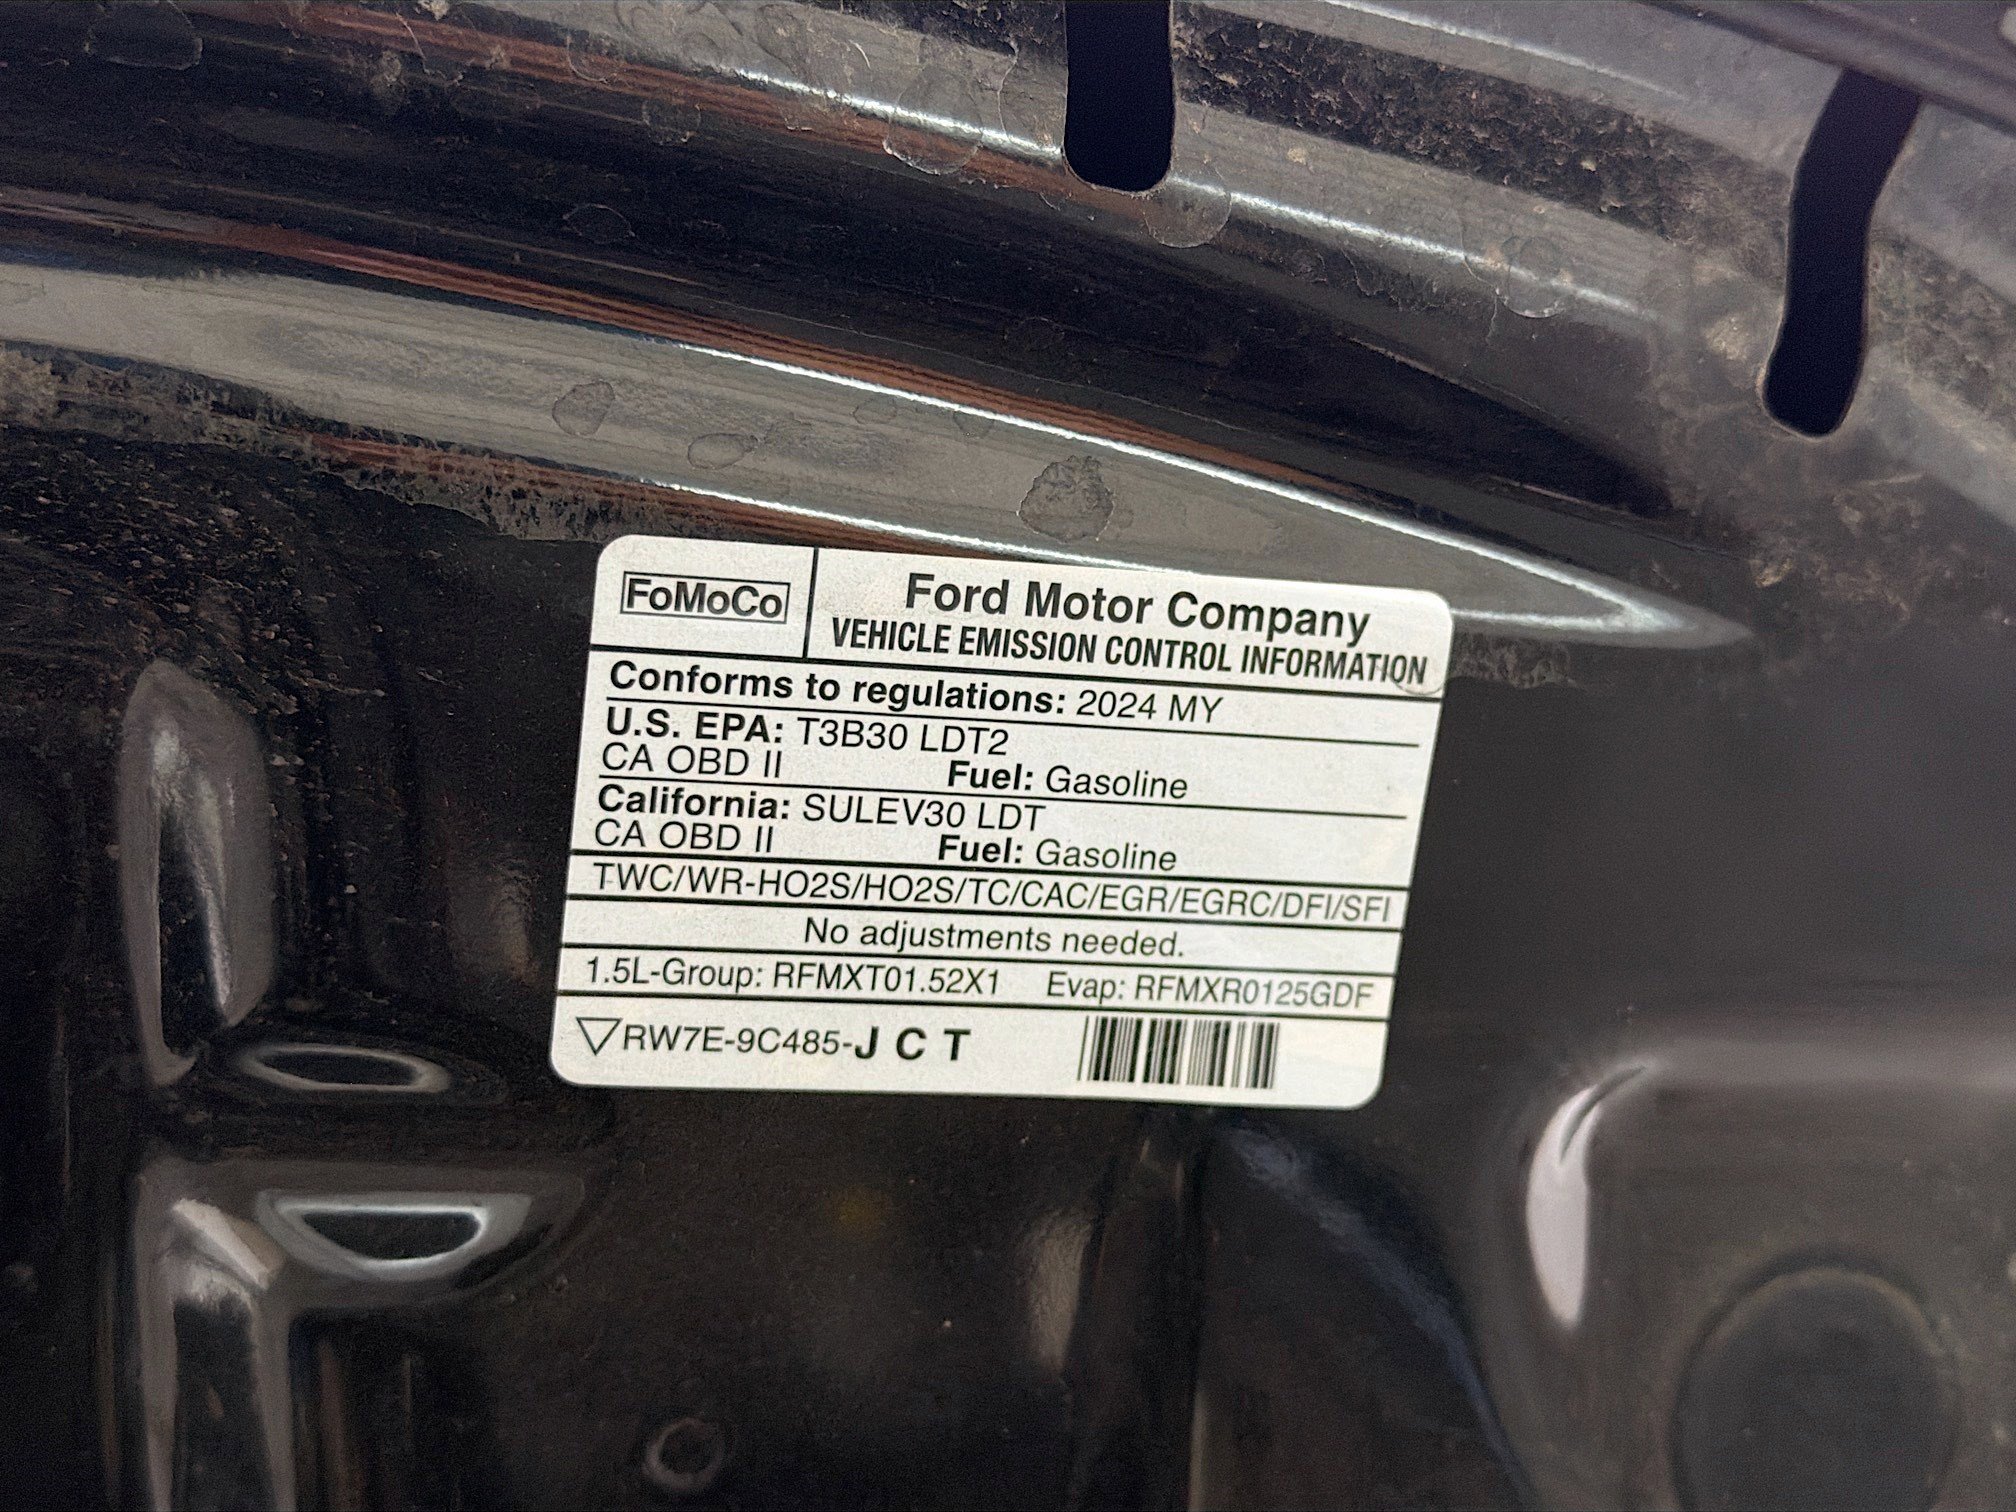 FoMoCo
Ford Motor Company
VEHICLE EMISSION CONTROL INFORMATION
Conforms to regulations: 2024 MY
U.S. EPA: T3B30 LDT2
CA OBD II Fuel: Gasoline
California: SULEV30 LDT
CA OBD II Fuel: Gasoline
TWC/WR-HO2S/HO2S/TC/CAC/EGR/EGRC/DFI/SFI
No adjustments needed.
1.5L-Group: RFMXT01.52X1 Evap: RFMXR0125GDF
▽RW7E-9C485-J C T